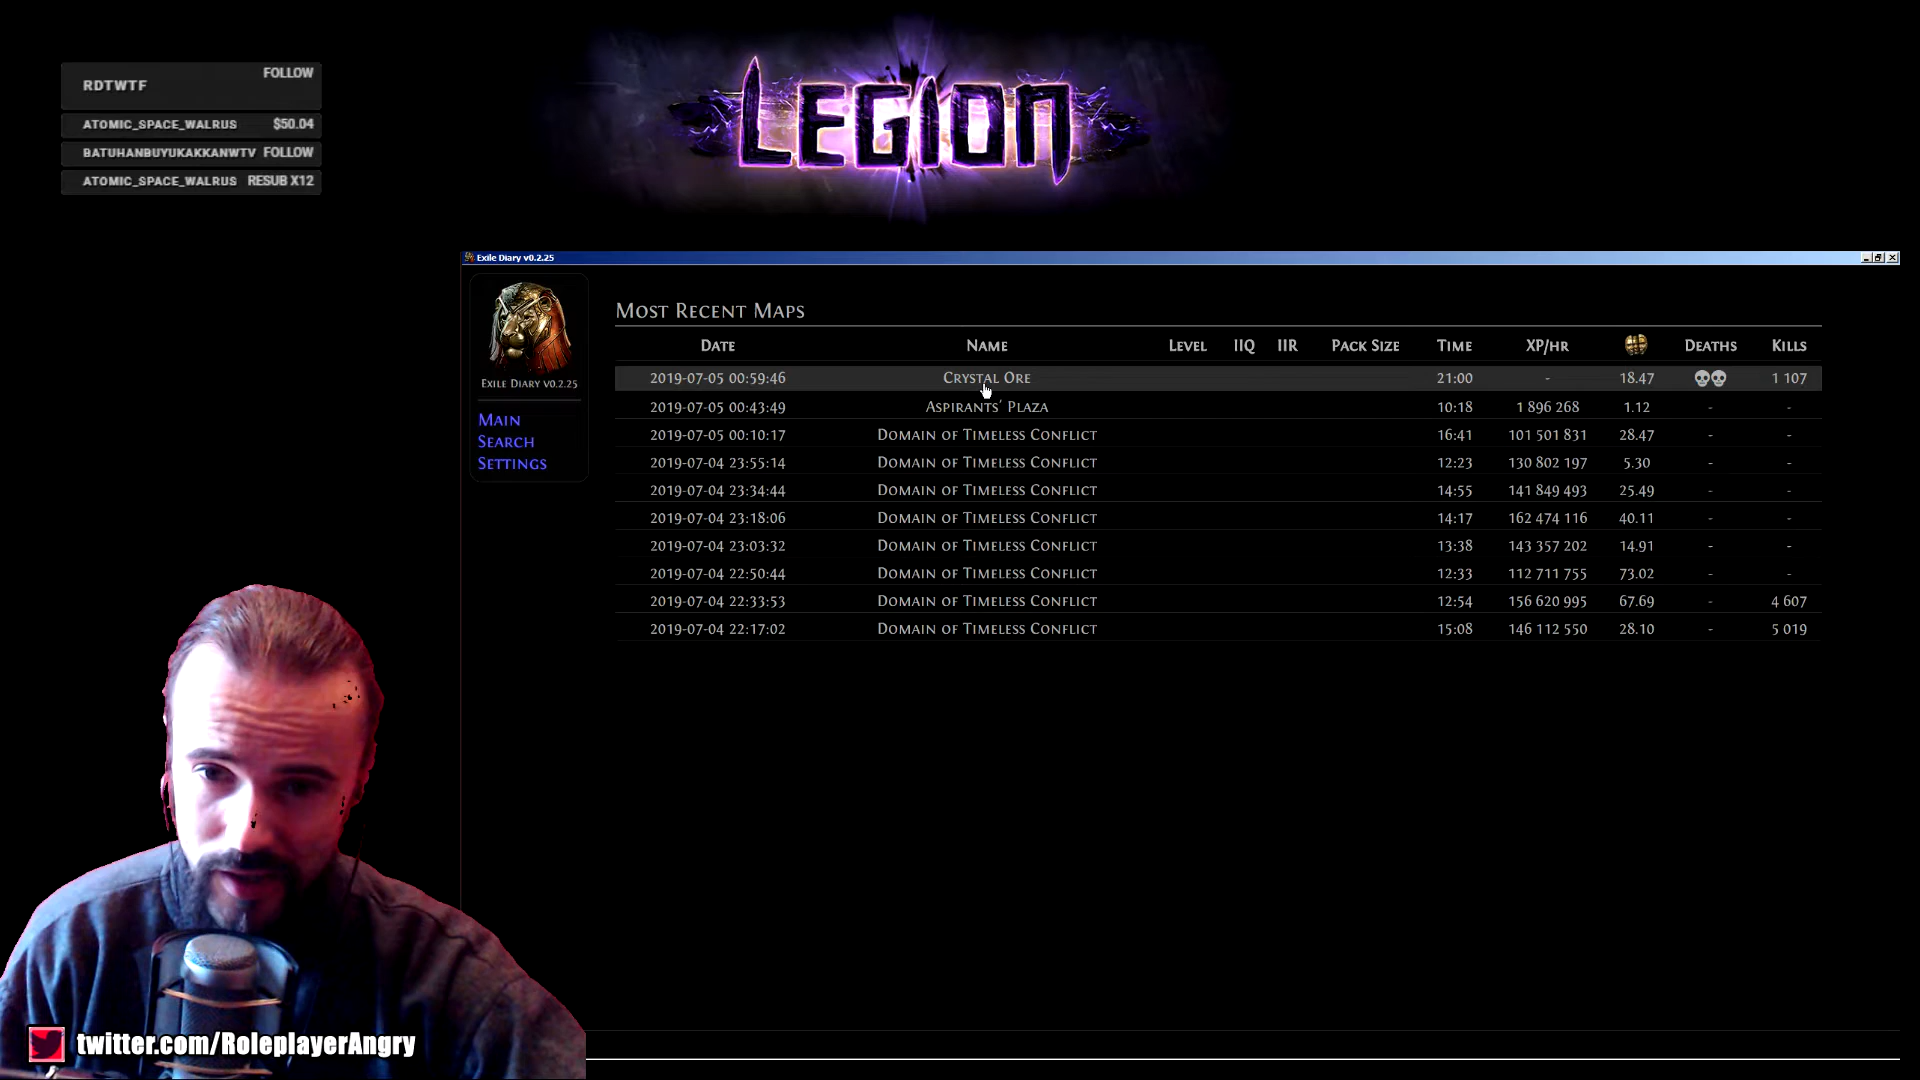 RDTWTF FOLLOW
ATOMIC_SPACE_WALRUS $50.04
BATUHANBUYUKAKKANWTV FOLLOW
ATOMIC_SPACE_WALRUS RESUB X12
LEGION
Exile Diary v0.2.25
Exile Diary v0.2.25
Main
Search
Settings
Most Recent Maps
Date Name Level IIQ IIR Pack Size Time XP/hr Deaths Kills
2019-07-05 00:59:46 Crystal Ore 21:00 - 18.47 1 107
2019-07-05 00:43:49 Aspirants' Plaza 10:18 1 896 268 1.12 - -
2019-07-05 00:10:17 Domain of Timeless Conflict 16:41 101 501 831 28.47 - -
2019-07-04 23:55:14 Domain of Timeless Conflict 12:23 130 802 197 5.30 - -
2019-07-04 23:34:44 Domain of Timeless Conflict 14:55 141 849 493 25.49 - -
2019-07-04 23:18:06 Domain of Timeless Conflict 14:17 162 474 116 40.11 - -
2019-07-04 23:03:32 Domain of Timeless Conflict 13:38 143 357 202 14.91 - -
2019-07-04 22:50:44 Domain of Timeless Conflict 12:33 112 711 755 73.02 - -
2019-07-04 22:33:53 Domain of Timeless Conflict 12:54 156 620 995 67.69 - 4 607
2019-07-04 22:17:02 Domain of Timeless Conflict 15:08 146 112 550 28.10 - 5 019
twitter.com/RoleplayerAngry